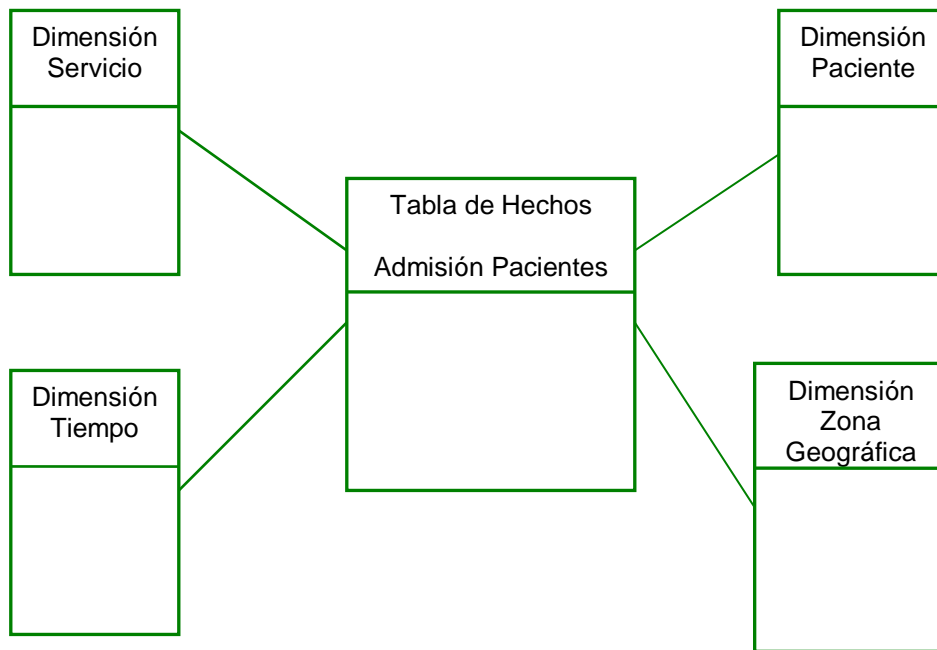 Dimensión
Servicio
Dimensión
Paciente
Tabla de Hechos
Admisión Pacientes
Dimensión
Tiempo
Dimensión
Zona
Geográfica